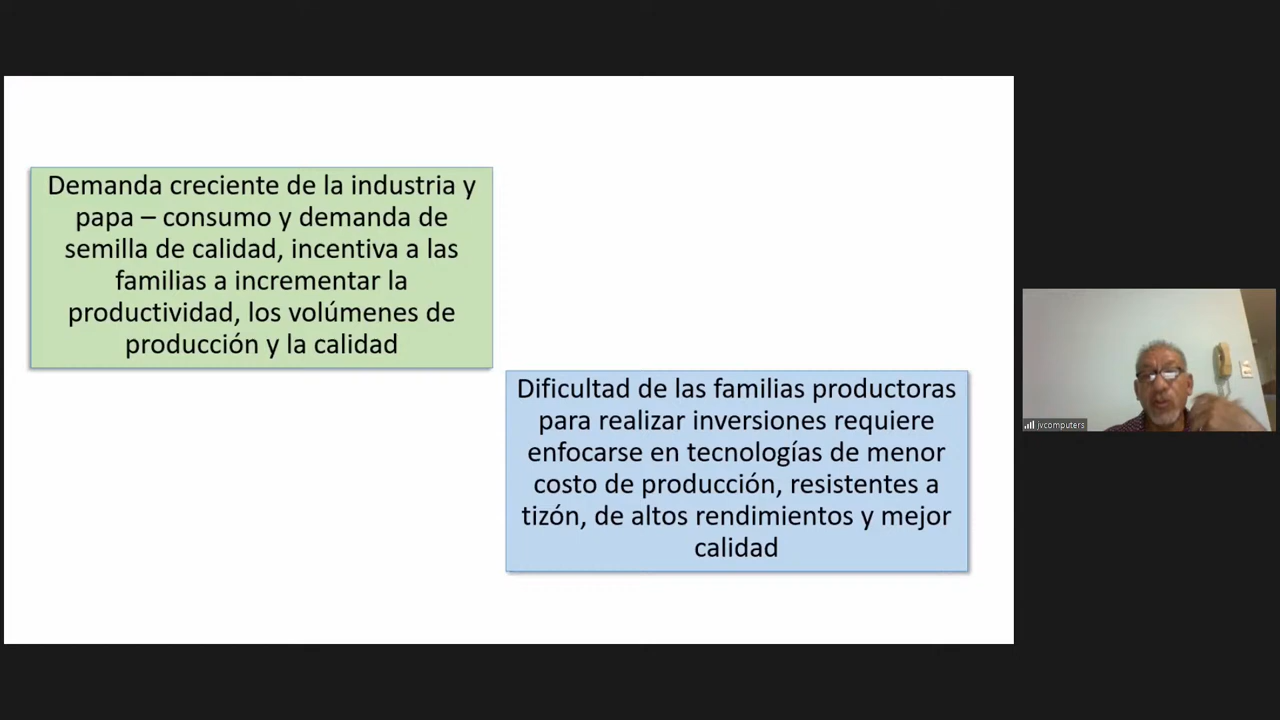 Demanda creciente de la industria y
papa – consumo y demanda de
semilla de calidad, incentiva a las
familias a incrementar la
productividad, los volúmenes de
producción y la calidad
Dificultad de las familias productoras
para realizar inversiones requiere
enfocarse en tecnologías de menor
costo de producción, resistentes a
tizón, de altos rendimientos y mejor
calidad
jvcomputers